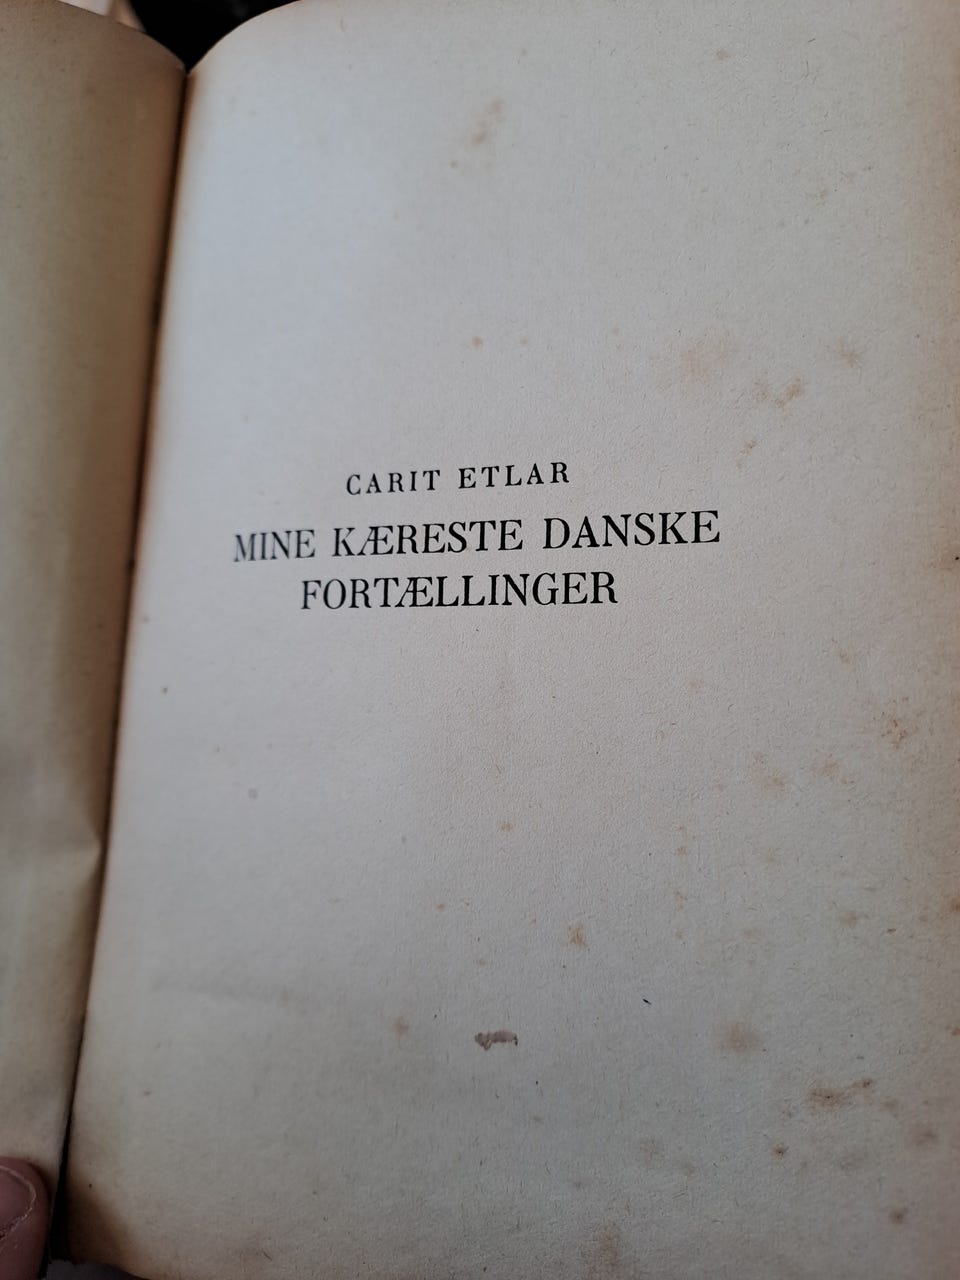 CARIT ETLAR
MINE KÆRESTE DANSKE
FORTÆLLINGER